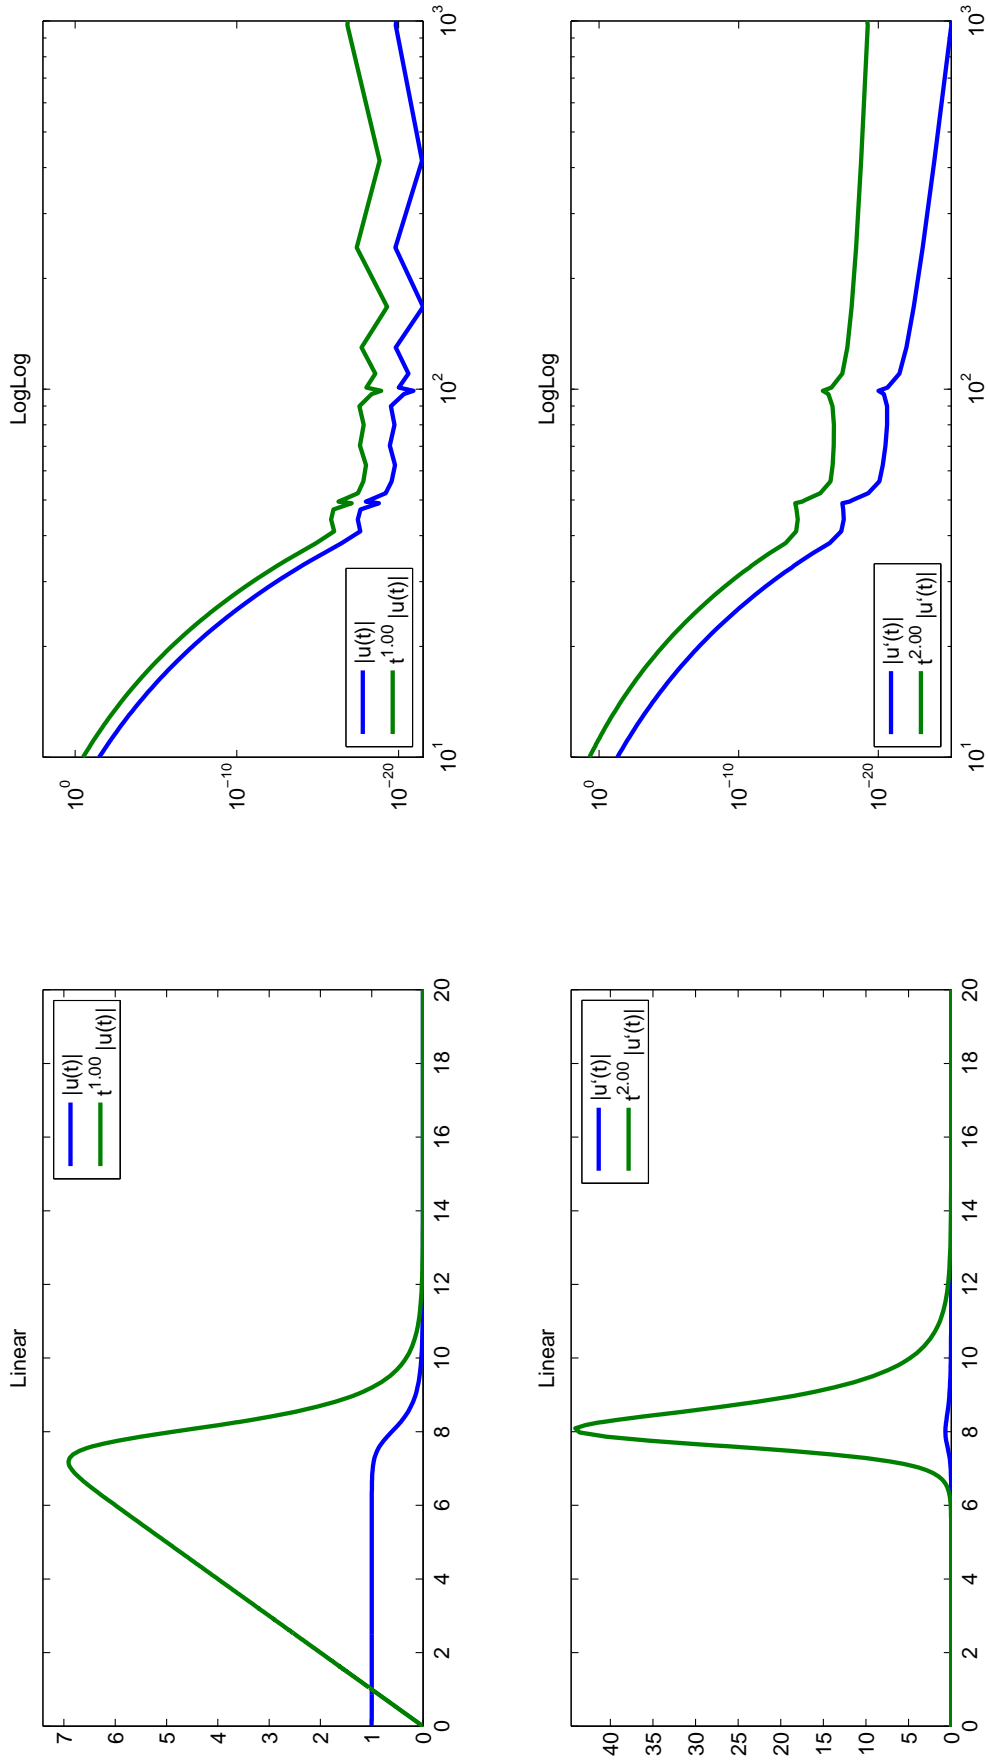 Linear
7
6
5
4
3
2
1
0
0 2 4 6 8 10 12 14 16 18 20
|u(t)|
t^1.00 |u(t)|
LogLog
10^0
10^-10
10^-20
10^1 10^2 10^3
|u(t)|
t^1.00 |u(t)|
Linear
40
35
30
25
20
15
10
5
0
0 2 4 6 8 10 12 14 16 18 20
|u‘(t)|
t^2.00 |u‘(t)|
LogLog
10^0
10^-10
10^-20
10^1 10^2 10^3
|u‘(t)|
t^2.00 |u‘(t)|